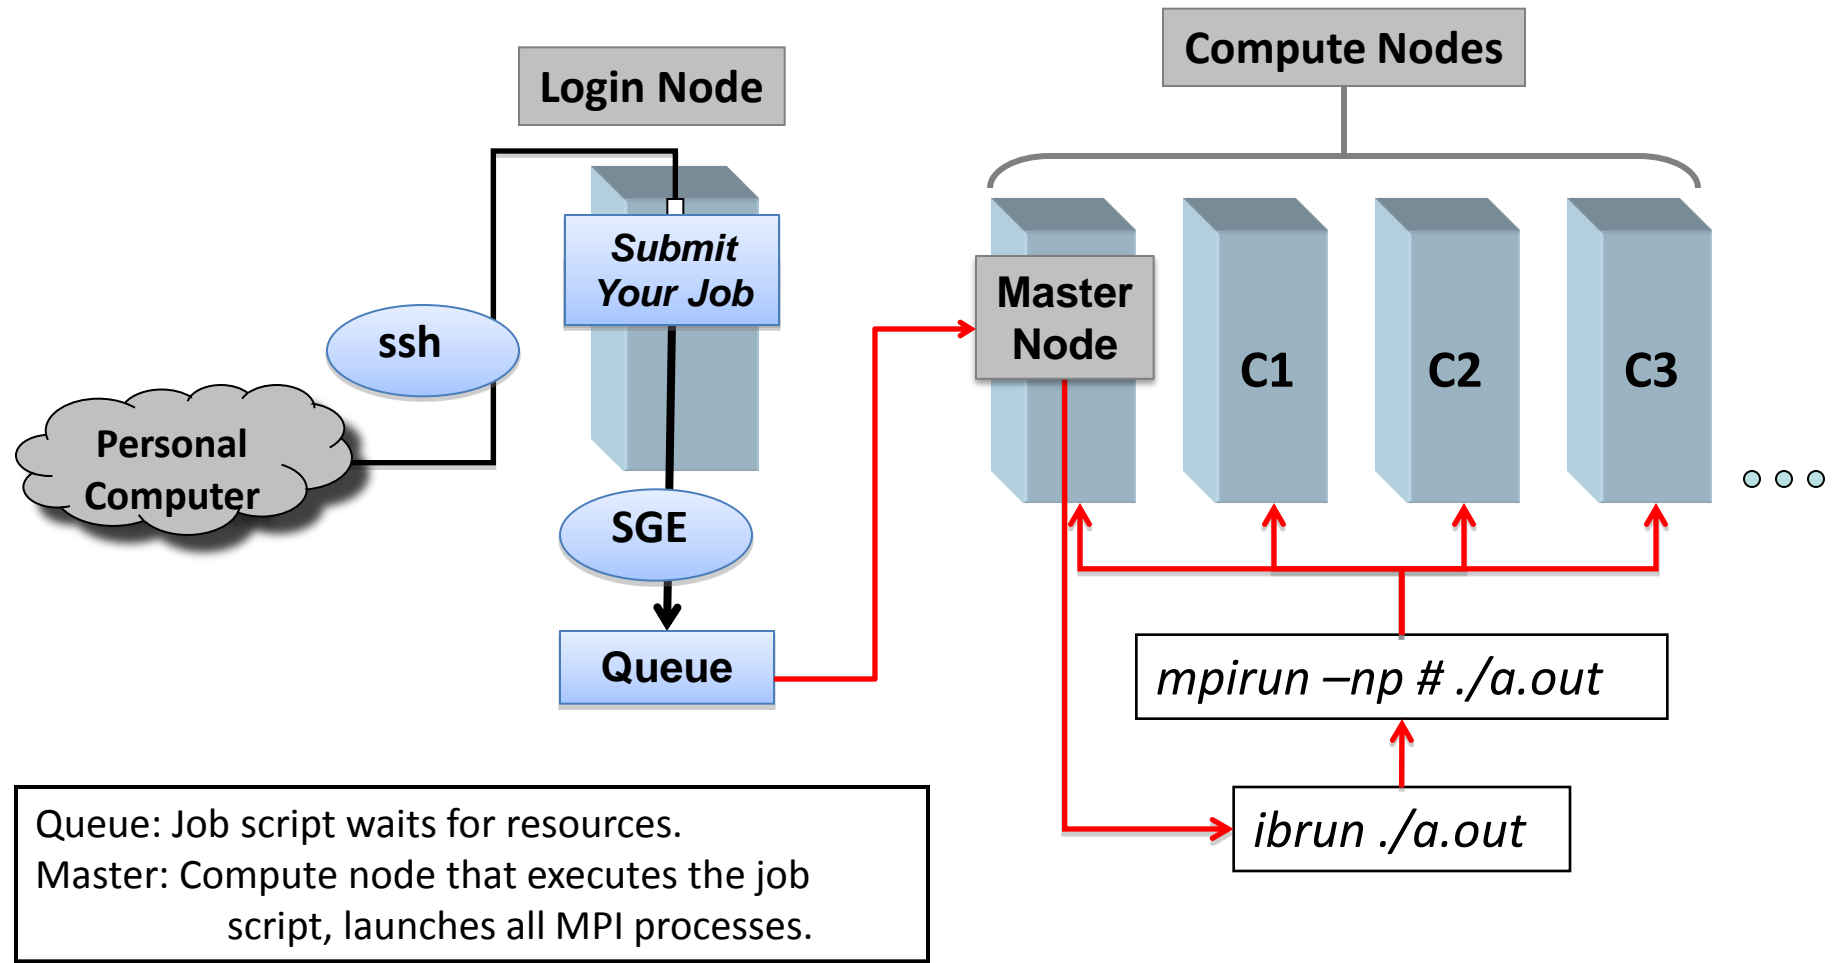 Compute Nodes
Login Node
Submit
Your Job
ssh
Master
Node
C1
C2
C3
Personal
Computer
SGE
Queue
mpirun –np # ./a.out
ibrun ./a.out
Queue: Job script waits for resources.
Master: Compute node that executes the job
script, launches all MPI processes.